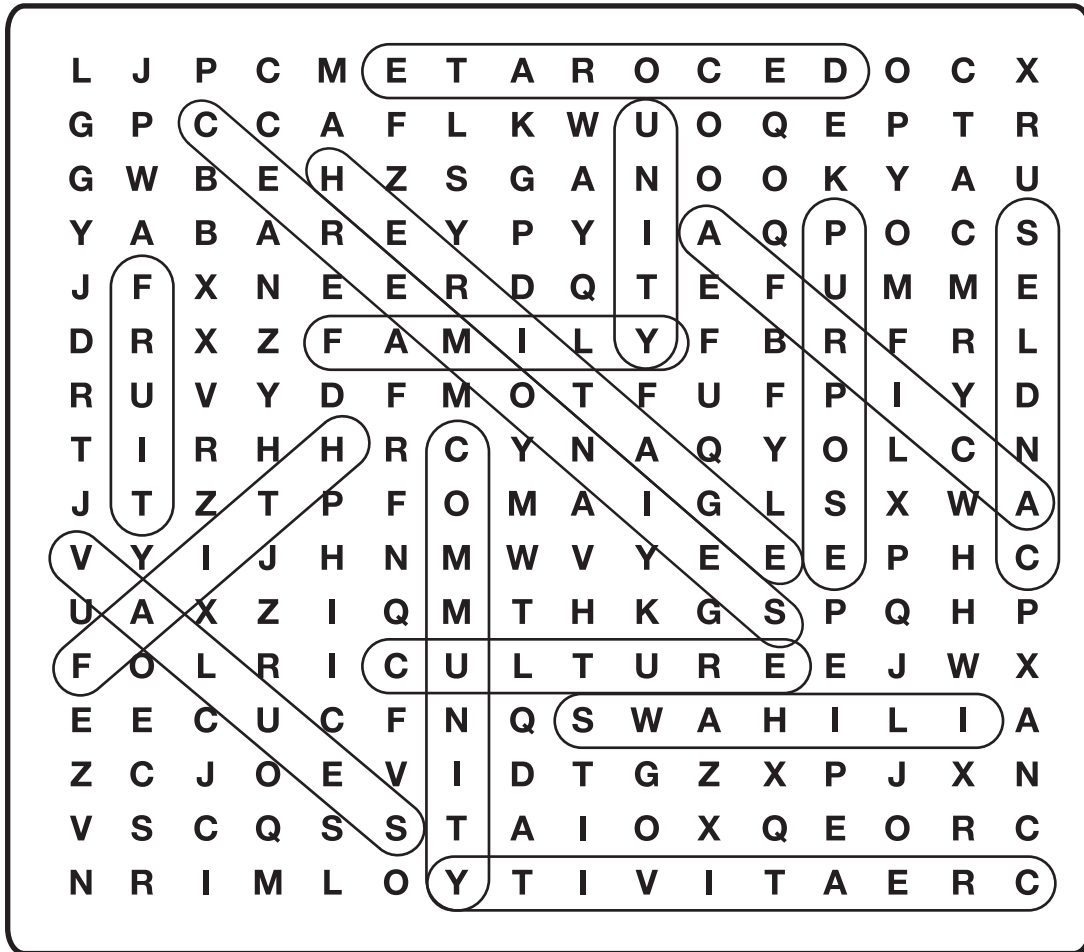 L J P C M E T A R O C E D O C X
G P C C A F L K W U O Q E P T R
G W B E H Z S G A N O O K Y A U
Y A B A R E Y P Y I A Q P O C S
J F X N E E R D Q T E F U M M E
D R X Z F A M I L Y F B R F R L
R U V Y D F M O T F U F P I Y D
T I R H H R C Y N A Q Y O L C N
J T Z T P F O M A I G L S X W A
V Y I J H N M W V Y E E E P H C
U A X Z I Q M T H K G S P Q H P
F O L R I C U L T U R E E J W X
E E C U C F N Q S W A H I L I A
Z C J O E V I D T G Z X P J X N
V S C Q S S T A I O X Q E O R C
N R I M L O Y T I V I T A E R C